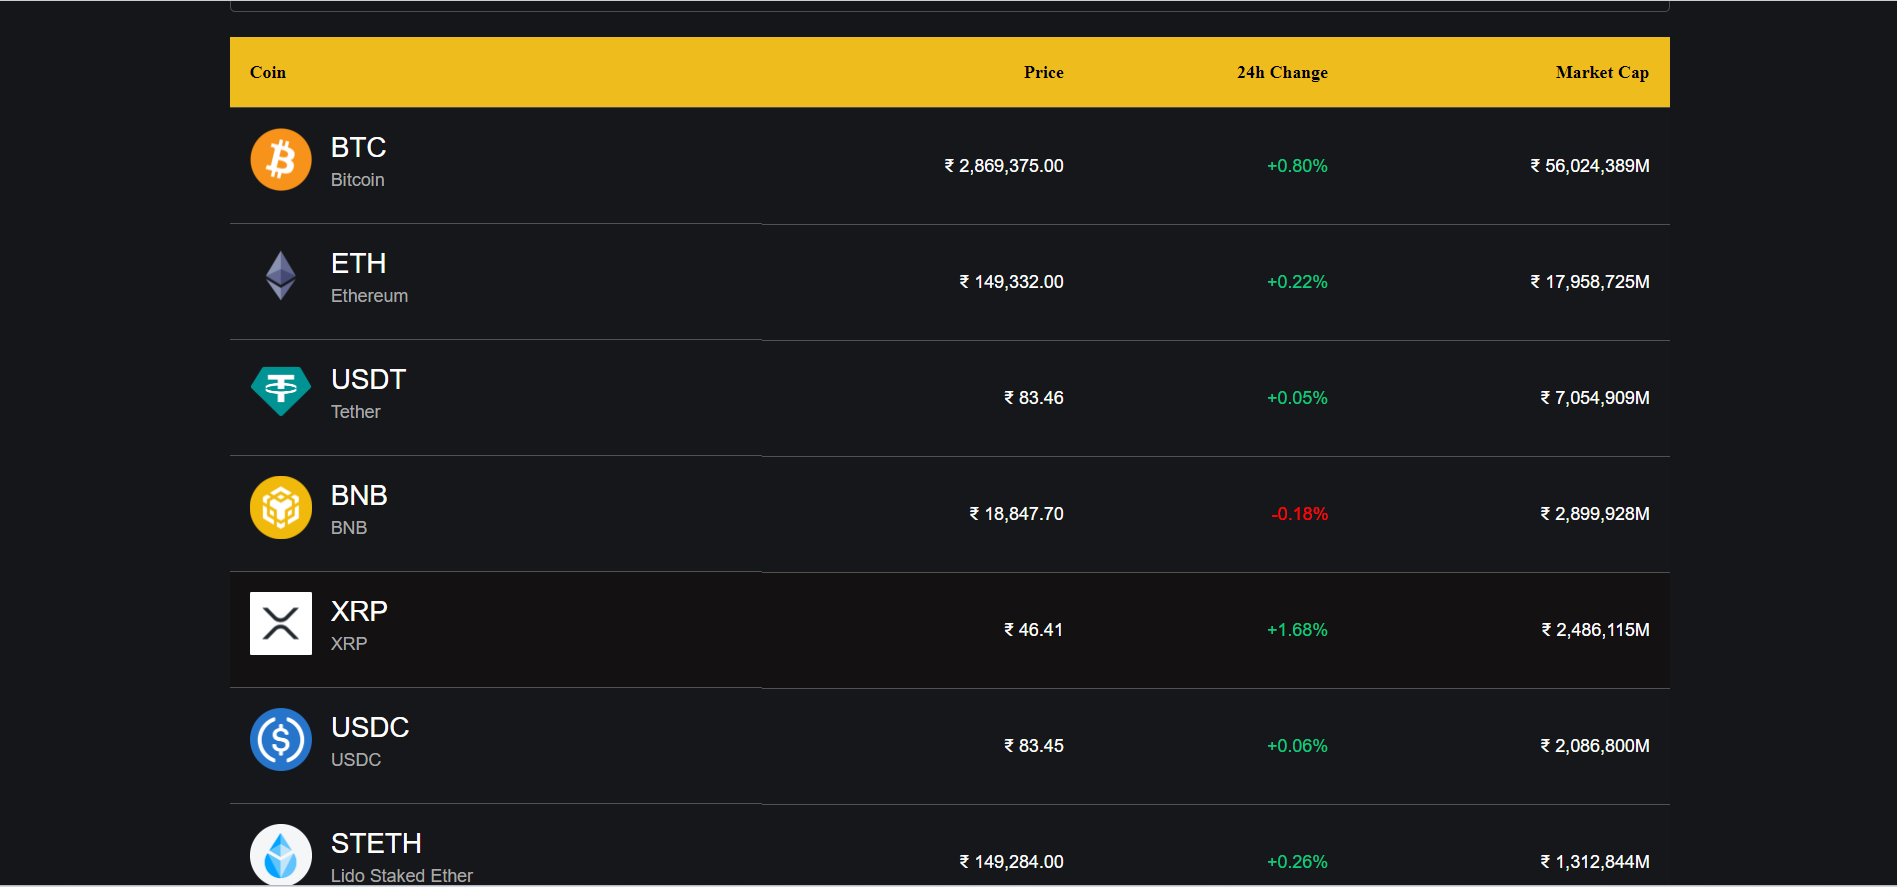 Coin Price 24h Change Market Cap
BTC
Bitcoin
₹ 2,869,375.00 +0.80% ₹ 56,024,389M
ETH
Ethereum
₹ 149,332.00 +0.22% ₹ 17,958,725M
USDT
Tether
₹ 83.46 +0.05% ₹ 7,054,909M
BNB
BNB
₹ 18,847.70 -0.18% ₹ 2,899,928M
XRP
XRP
₹ 46.41 +1.68% ₹ 2,486,115M
USDC
USDC
₹ 83.45 +0.06% ₹ 2,086,800M
STETH
Lido Staked Ether
₹ 149,284.00 +0.26% ₹ 1,312,844M